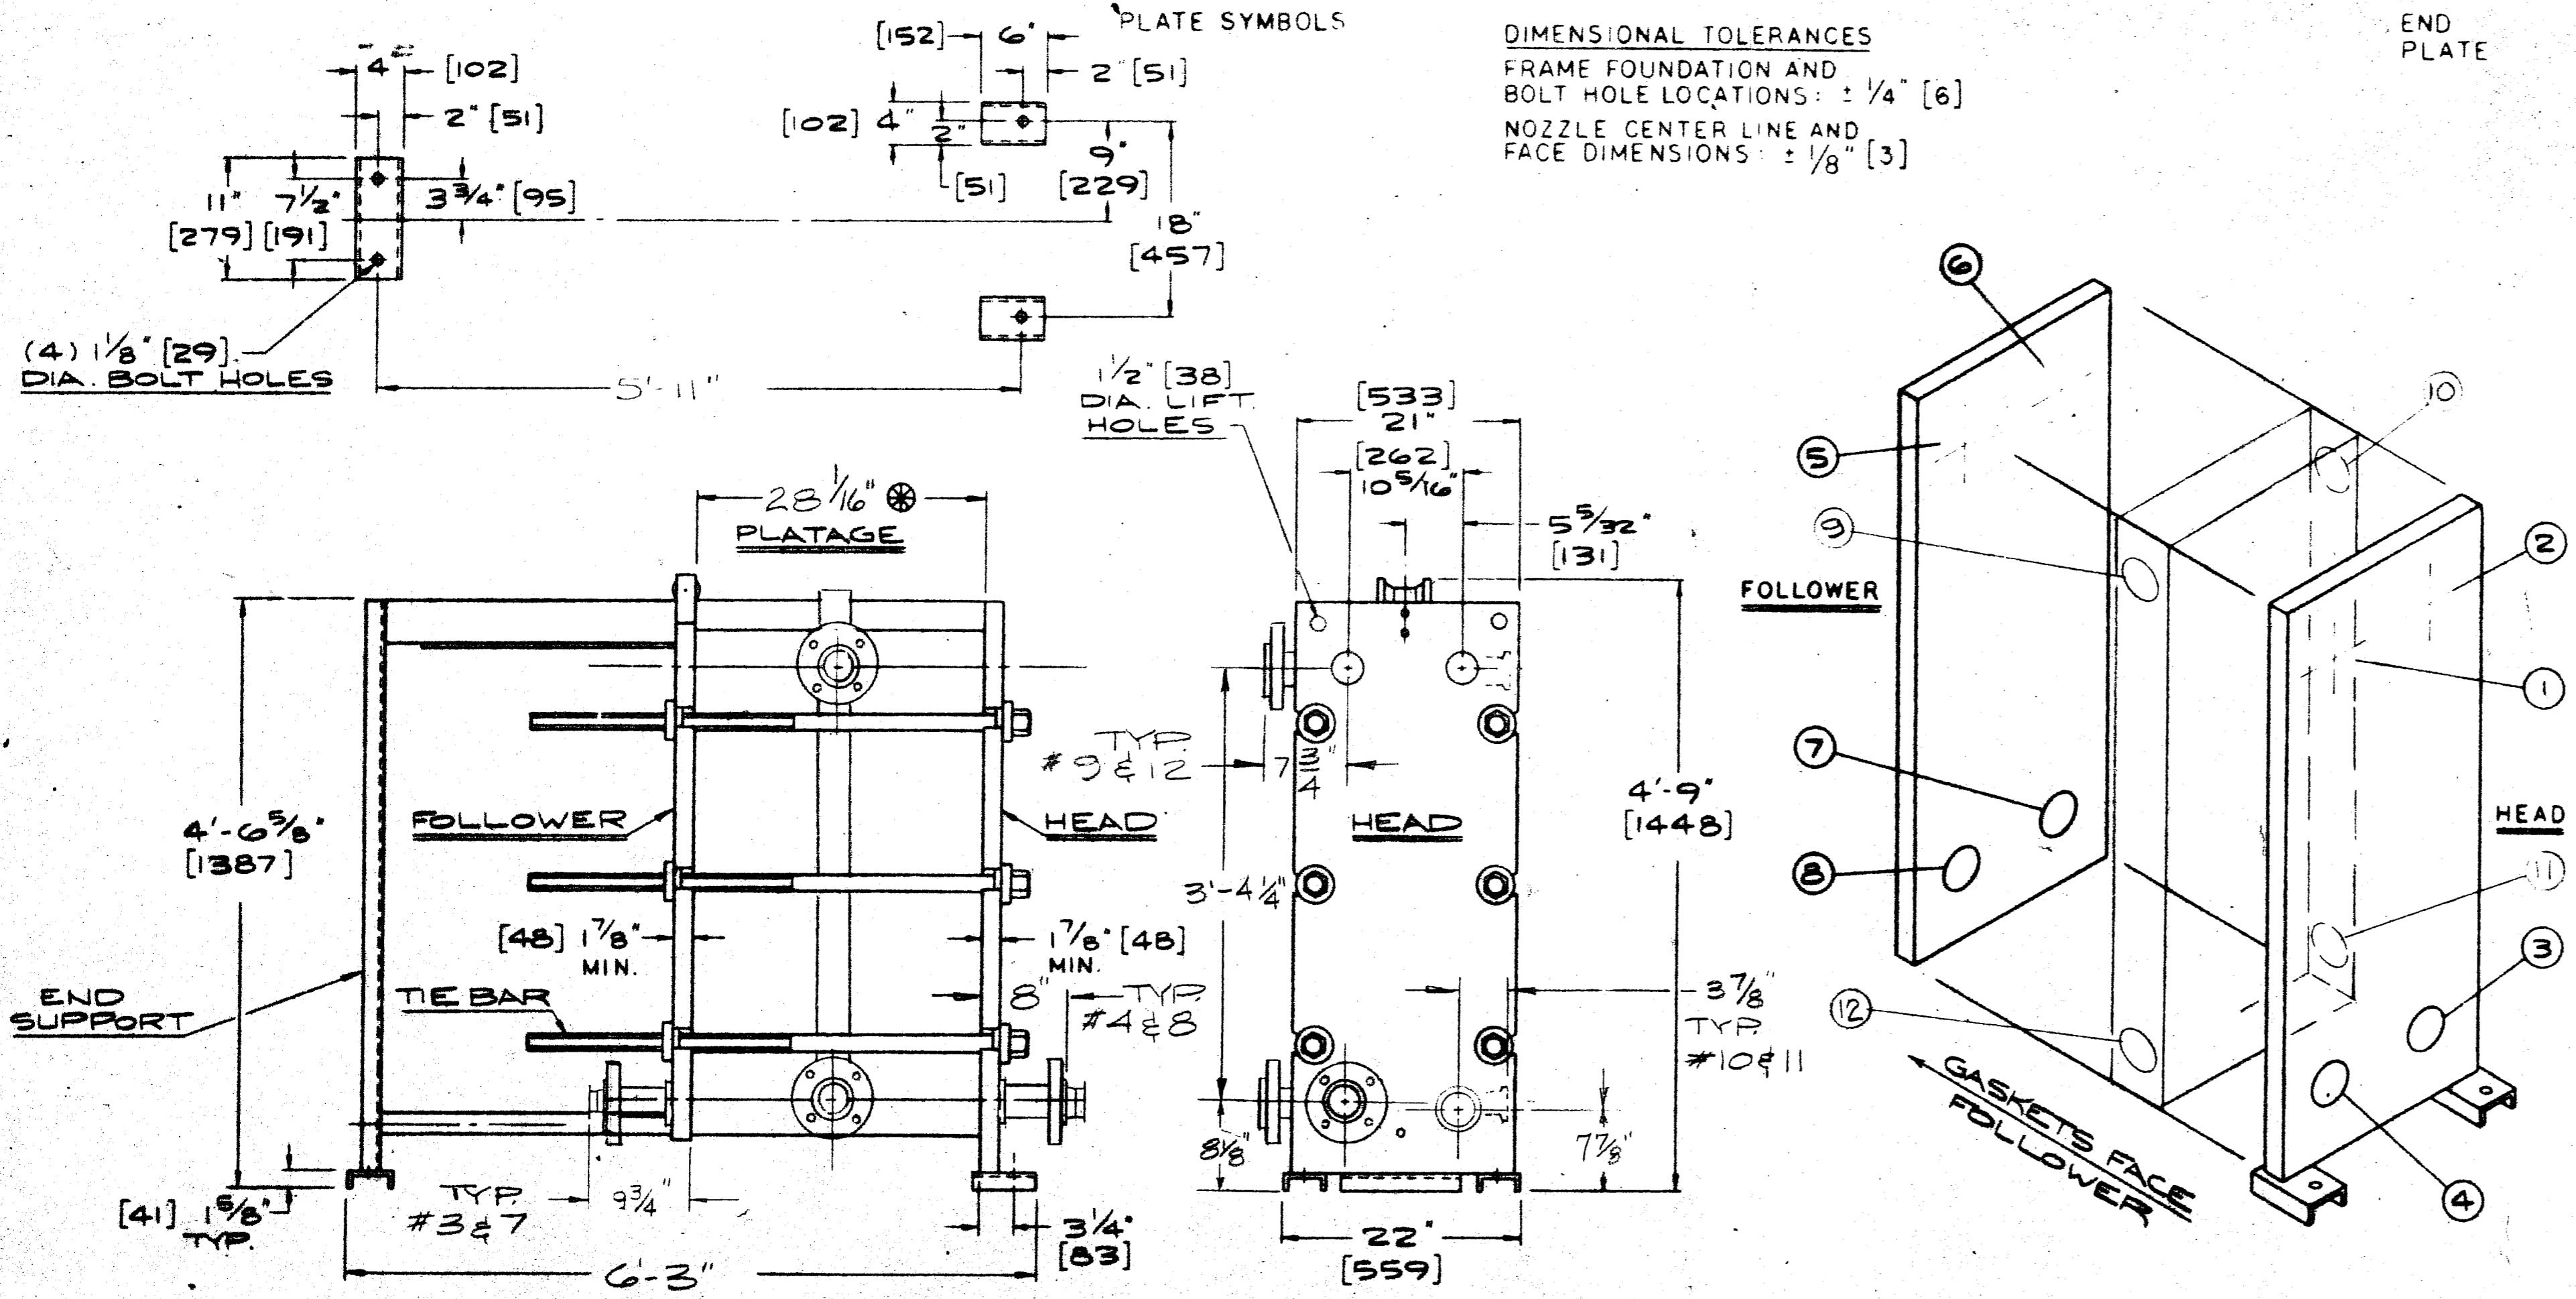 PLATE SYMBOLS
DIMENSIONAL TOLERANCES
FRAME FOUNDATION AND
BOLT HOLE LOCATIONS: ± 1/4" [6]
NOZZLE CENTER LINE AND
FACE DIMENSIONS: ± 1/8" [3]
END
PLATE
4" [102]
2" [51]
11"
[279]
7 1/2"
[191]
3 3/4" [95]
(4) 1 1/8" [29]
DIA. BOLT HOLES
5'-11"
[152] 6"
2" [51]
[102] 4"
2"
[51]
9"
[229]
18"
[457]
28 1/16"
PLATAGE
4'-6 5/8"
[1387]
FOLLOWER
HEAD
[48] 1 7/8"
MIN.
1 7/8" [48]
MIN.
END
SUPPORT
TIE BAR
8"
TYP.
#4 & 8
[41] 1 5/8"
TYP.
TYP.
#3 & 7
9 3/4"
3 1/4"
[83]
6'-3"
1 1/2" [38]
DIA. LIFT
HOLES
[533]
21"
[262]
10 5/16"
5 5/32"
[131]
TYP.
#9 & 12
7 3/4"
HEAD
4'-9"
[1448]
3'-4 1/4"
3 7/8"
TYP.
#10 & 11
8 1/8"
7 7/8"
22"
[559]
6
10
5
9
2
FOLLOWER
1
7
HEAD
8
11
3
12
GASKETS FACE
FOLLOWER
4